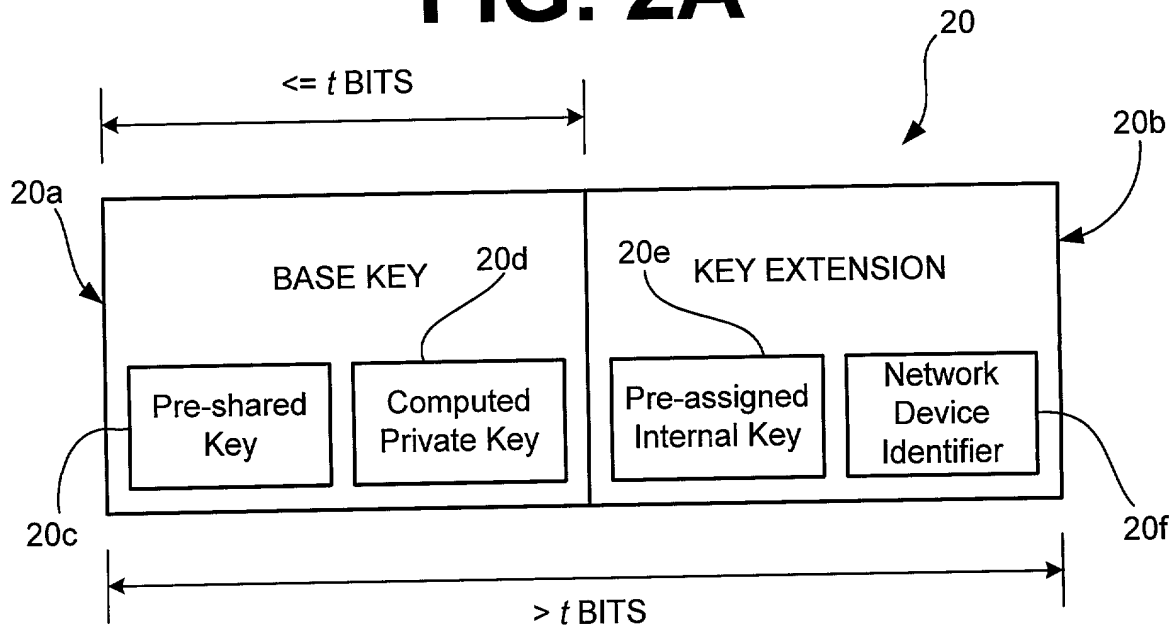 FIG. 2A
20
<= t BITS
20a
20b
20d
20e
BASE KEY
KEY EXTENSION
Pre-shared
Key
Computed
Private Key
Pre-assigned
Internal Key
Network
Device
Identifier
20c
20f
> t BITS